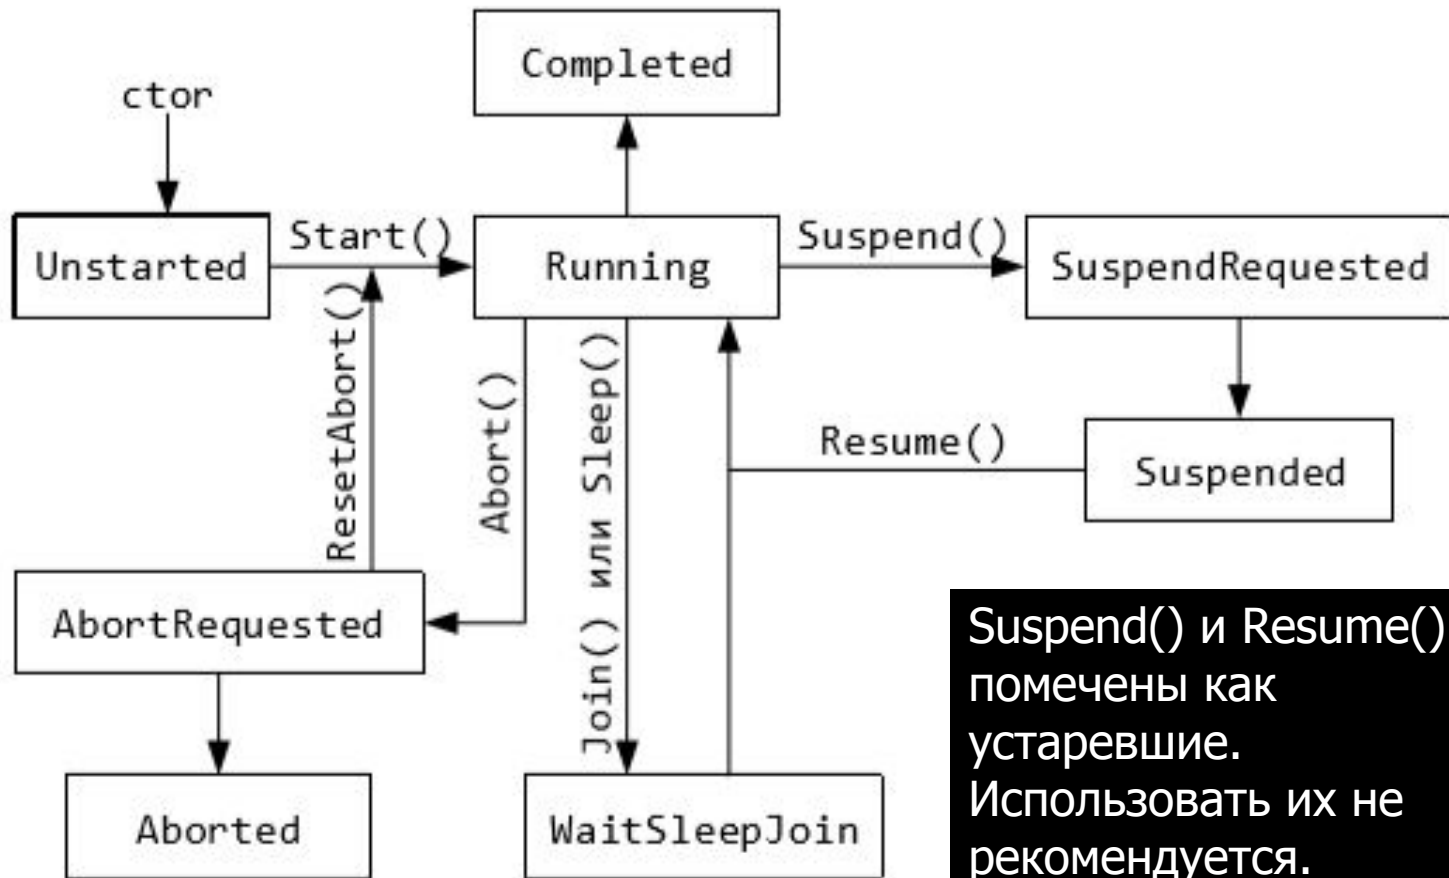 Completed
ctor
Unstarted
Start()
Running
Suspend()
SuspendRequested
ResetAbort()
Abort()
Join() или Sleep()
Resume()
Suspended
AbortRequested
Aborted
WaitSleepJoin
Suspend() и Resume()
помечены как
устаревшие.
Использовать их не
рекомендуется.